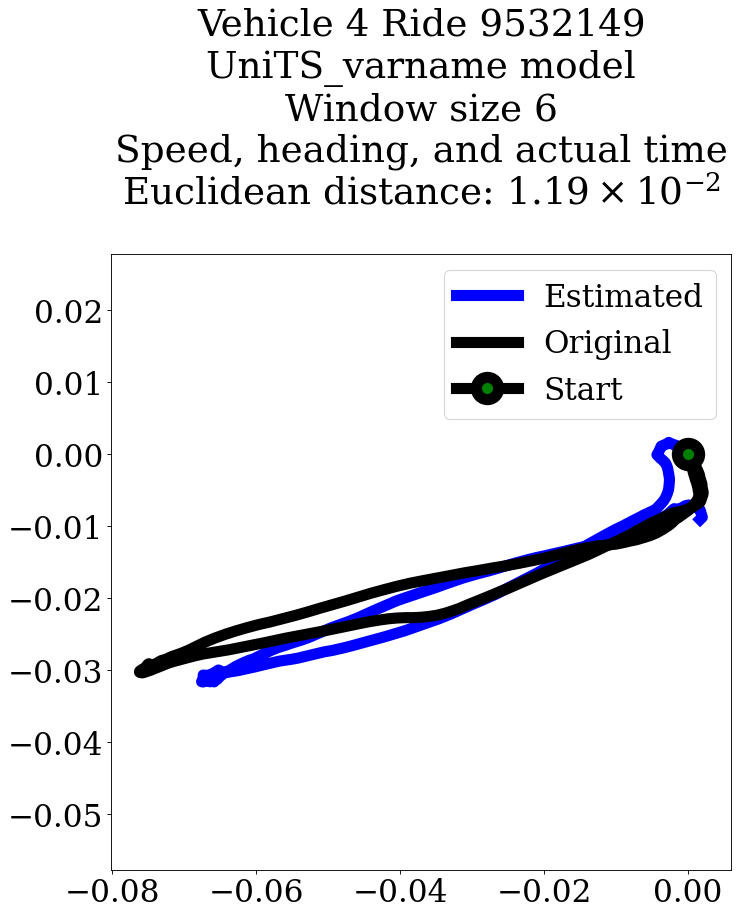 Vehicle 4 Ride 9532149
UniTS_varname model
Window size 6
Speed, heading, and actual time
Euclidean distance: 1.19 × 10⁻²
Estimated
Original
Start
0.02
0.01
0.00
−0.01
−0.02
−0.03
−0.04
−0.05
−0.08 −0.06 −0.04 −0.02 0.00